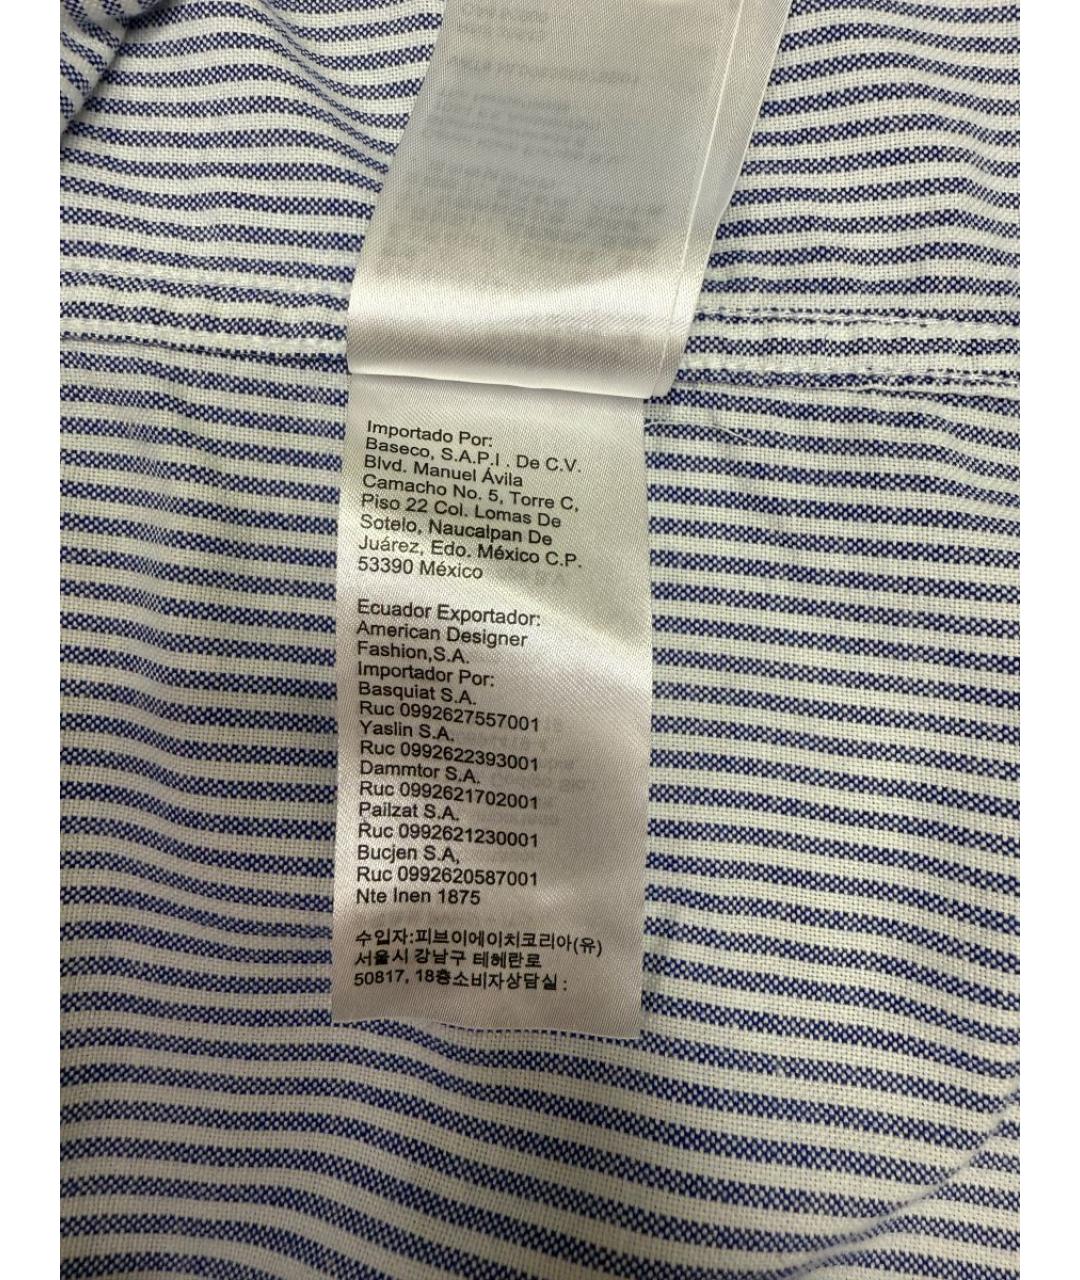 Importado Por:
Baseco, S.A.P.I . De C.V.
Blvd. Manuel Ávila
Camacho No. 5, Torre C,
Piso 22 Col. Lomas De
Sotelo, Naucalpan De
Juárez, Edo. México C.P.
53390 México
Ecuador Exportador:
American Designer
Fashion,S.A.
Importador Por:
Basquiat S.A.
Ruc 0992627557001
Yaslin S.A.
Ruc 0992622393001
Dammtor S.A.
Ruc 0992621702001
Pailzat S.A.
Ruc 0992621230001
Bucjen S.A,
Ruc 0992620587001
Nte Inen 1875
수입자:피브이에이치코리아(유)
서울시 강남구 테헤란로
50817, 18층소비자상담실 :